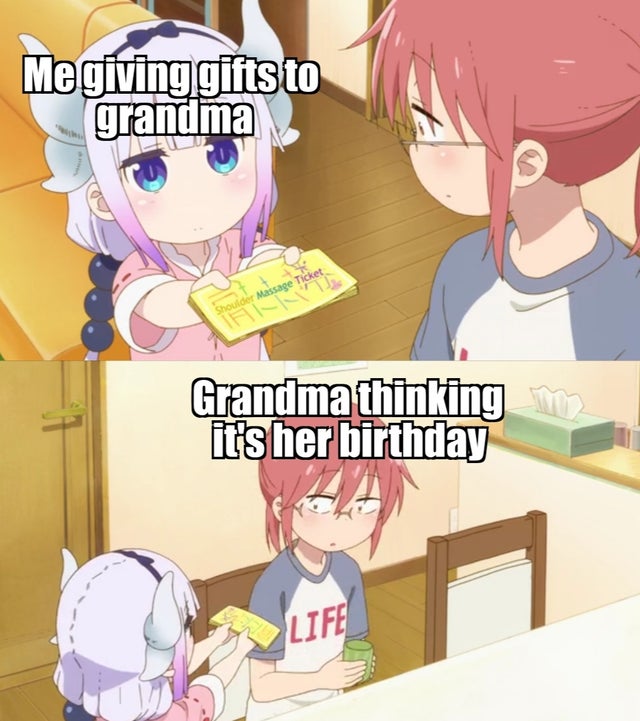 Me giving gifts to
grandma
Shoulder Massage Ticket
Grandma thinking
it's her birthday
LIFE